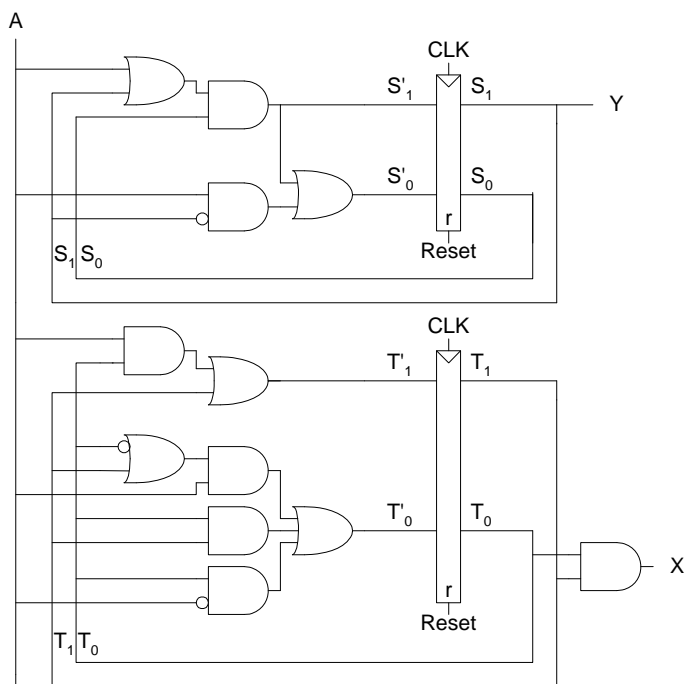 A
CLK
S'1 S1 Y
S'0 S0
r
S1 S0 Reset
CLK
T'1 T1
T'0 T0
X
r
Reset
T1 T0